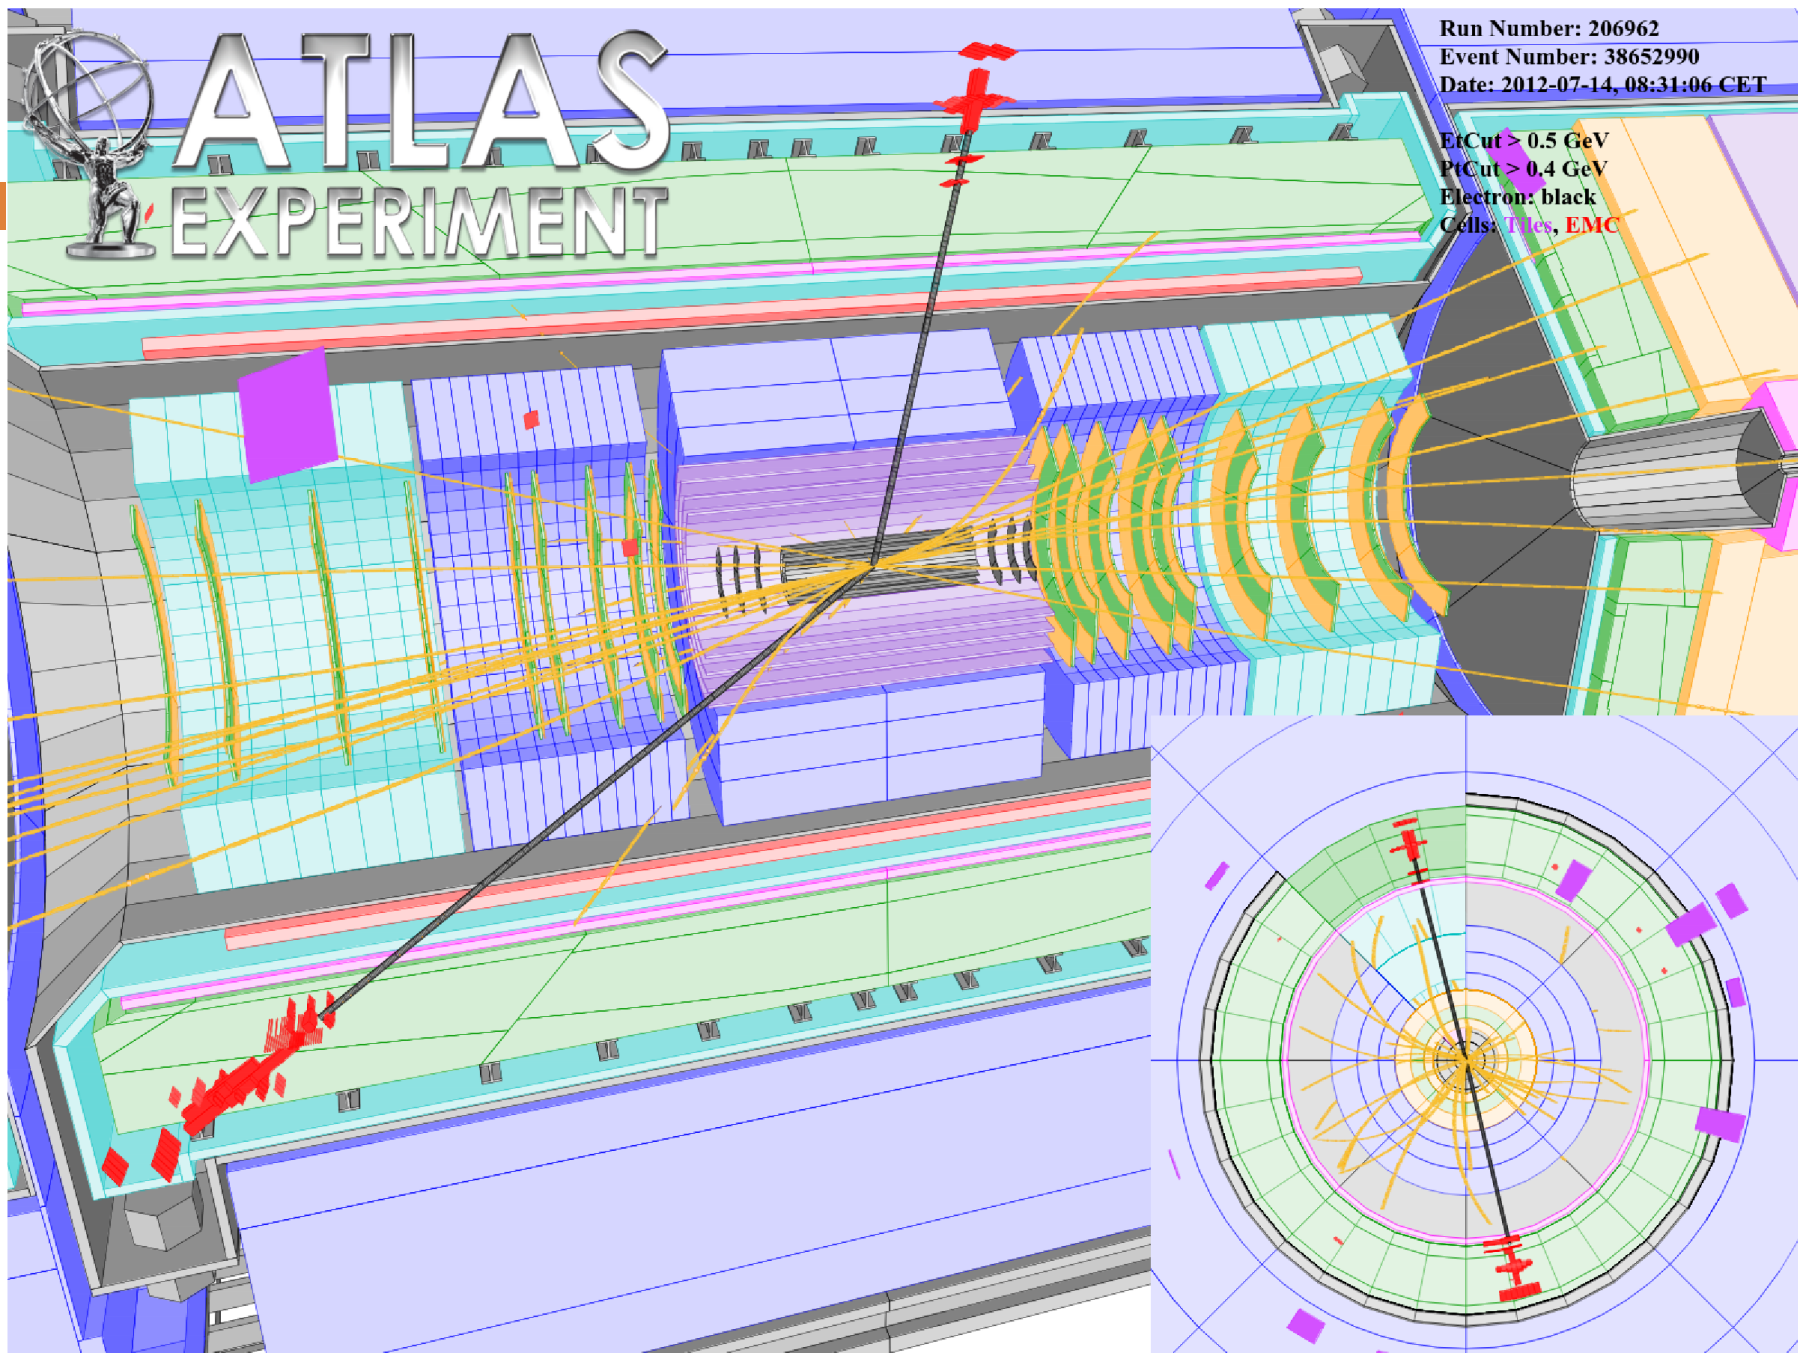 ATLAS
EXPERIMENT
Run Number: 206962
Event Number: 38652990
Date: 2012-07-14, 08:31:06 CET
EtCut > 0.5 GeV
PtCut > 0.4 GeV
Electron: black
Cells: Tiles, EMC